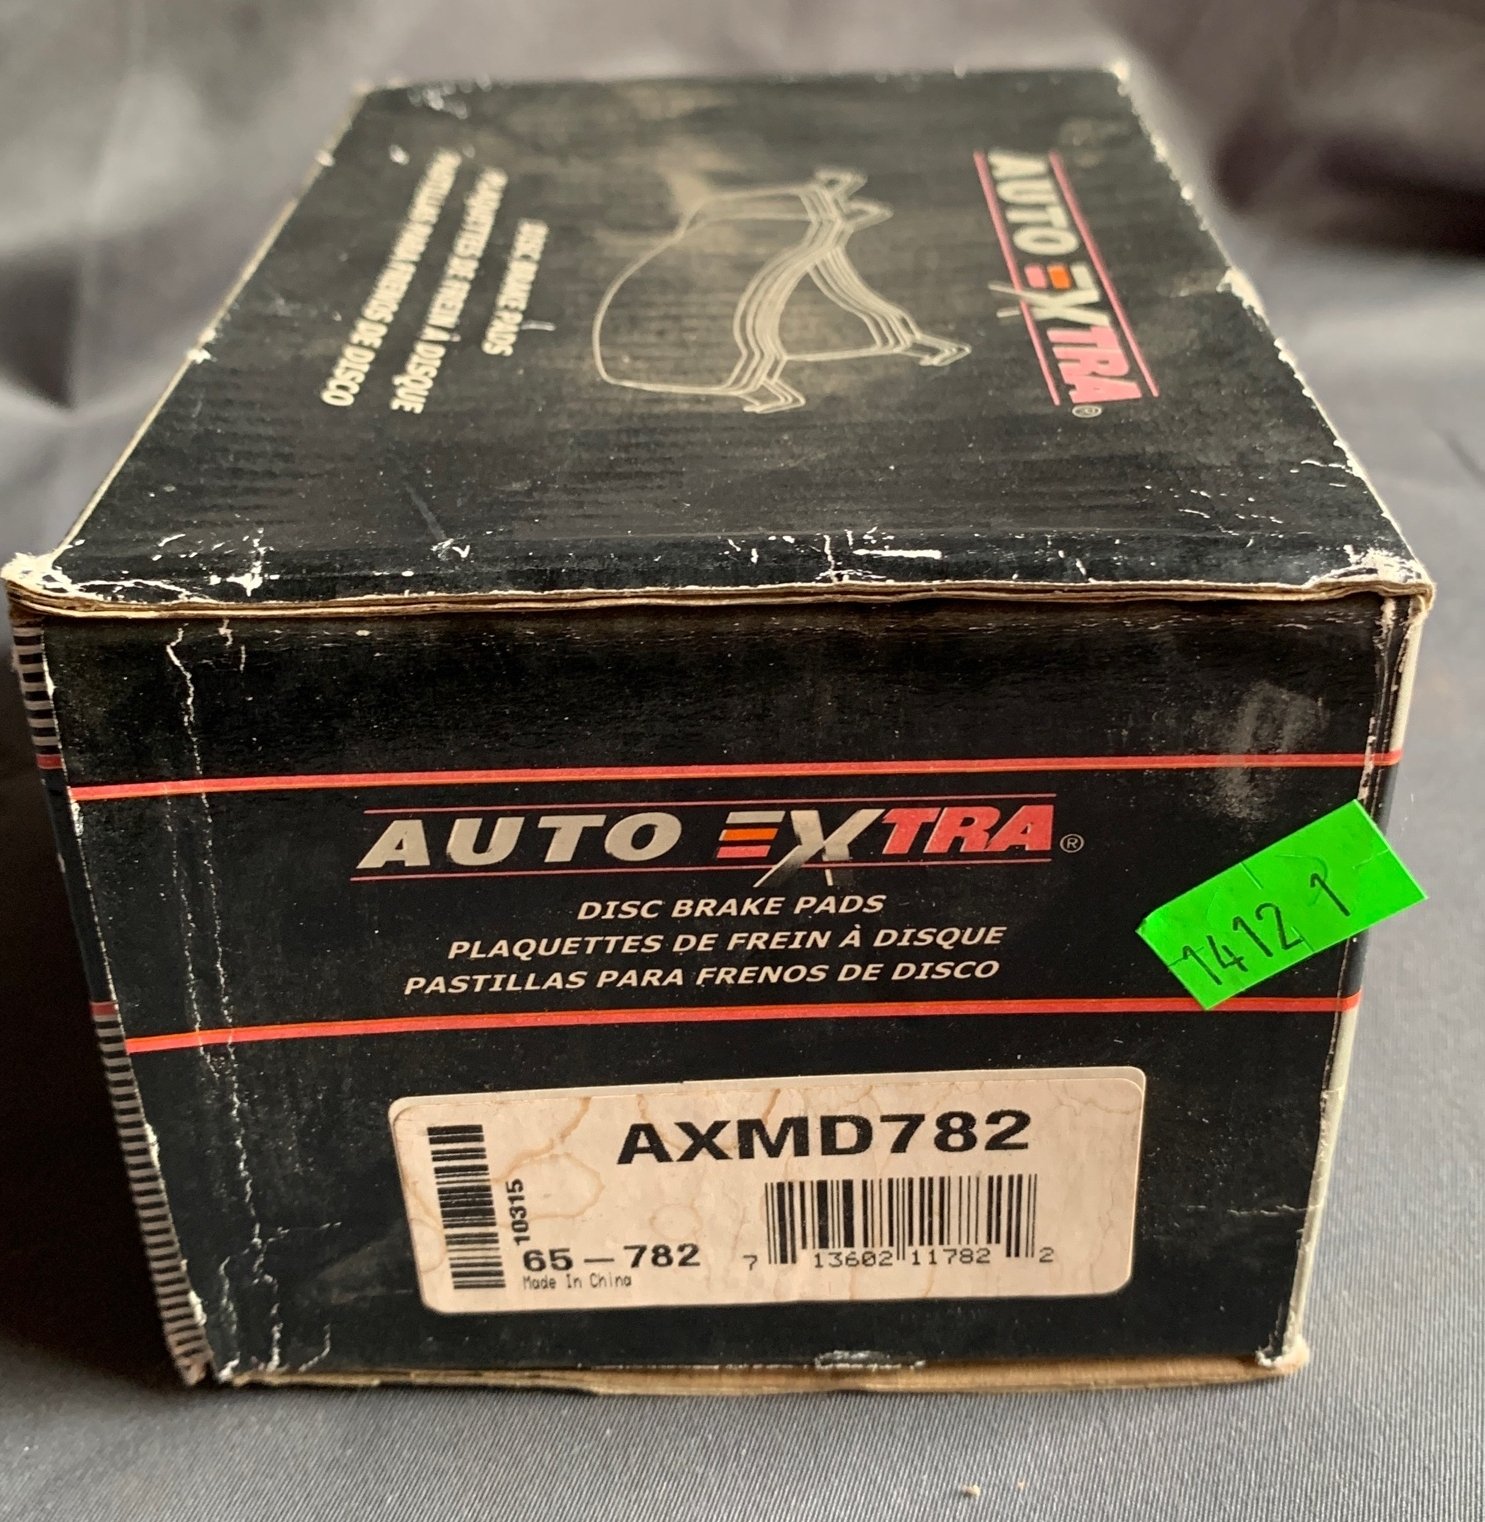 AUTO EXTRA®
DISC BRAKE PADS
PLAQUETTES DE FREIN À DISQUE
PASTILLAS PARA FRENOS DE DISCO
AUTO EXTRA®
DISC BRAKE PADS
PLAQUETTES DE FREIN À DISQUE
PASTILLAS PARA FRENOS DE DISCO
1412 1
AXMD782
10315
65-782
Made In China
7 13602 11782 2